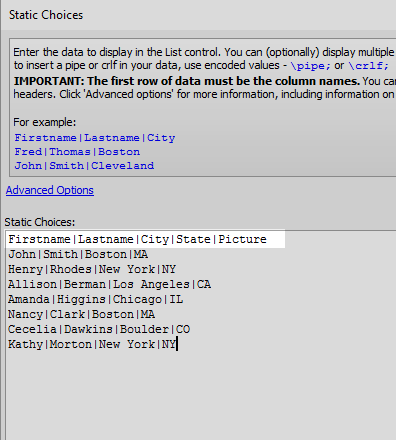 Static Choices
Enter the data to display in the List control. You can (optionally) display multiple
to insert a pipe or crlf in your data, use encoded values - \pipe; or \crlf;
IMPORTANT: The first row of data must be the column names. You can
headers. Click 'Advanced options' for more information, including information on
For example:
Firstname|Lastname|City
Fred|Thomas|Boston
John|Smith|Cleveland
Advanced Options
Static Choices:
Firstname|Lastname|City|State|Picture
John|Smith|Boston|MA
Henry|Rhodes|New York|NY
Allison|Berman|Los Angeles|CA
Amanda|Higgins|Chicago|IL
Nancy|Clark|Boston|MA
Cecelia|Dawkins|Boulder|CO
Kathy|Morton|New York|NY